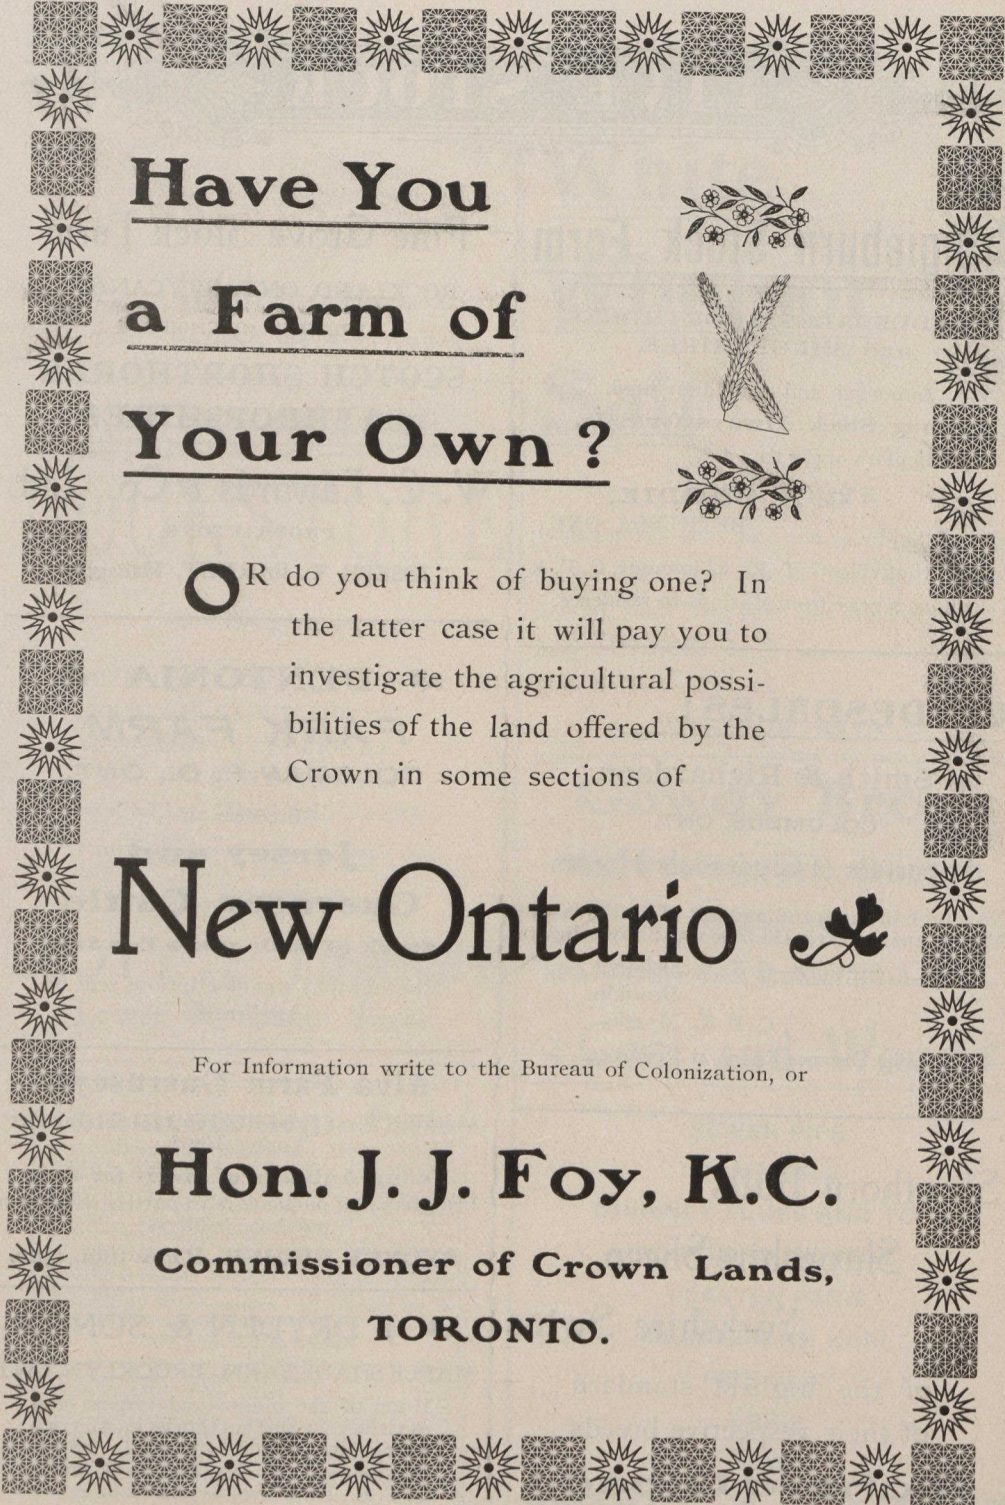 Have You
a Farm of
Your Own?
OR do you think of buying one? In
the latter case it will pay you to
investigate the agricultural possi-
bilities of the land offered by the
Crown in some sections of
New Ontario
For Information write to the Bureau of Colonization, or
Hon. J. J. Foy, K.C.
Commissioner of Crown Lands,
TORONTO.